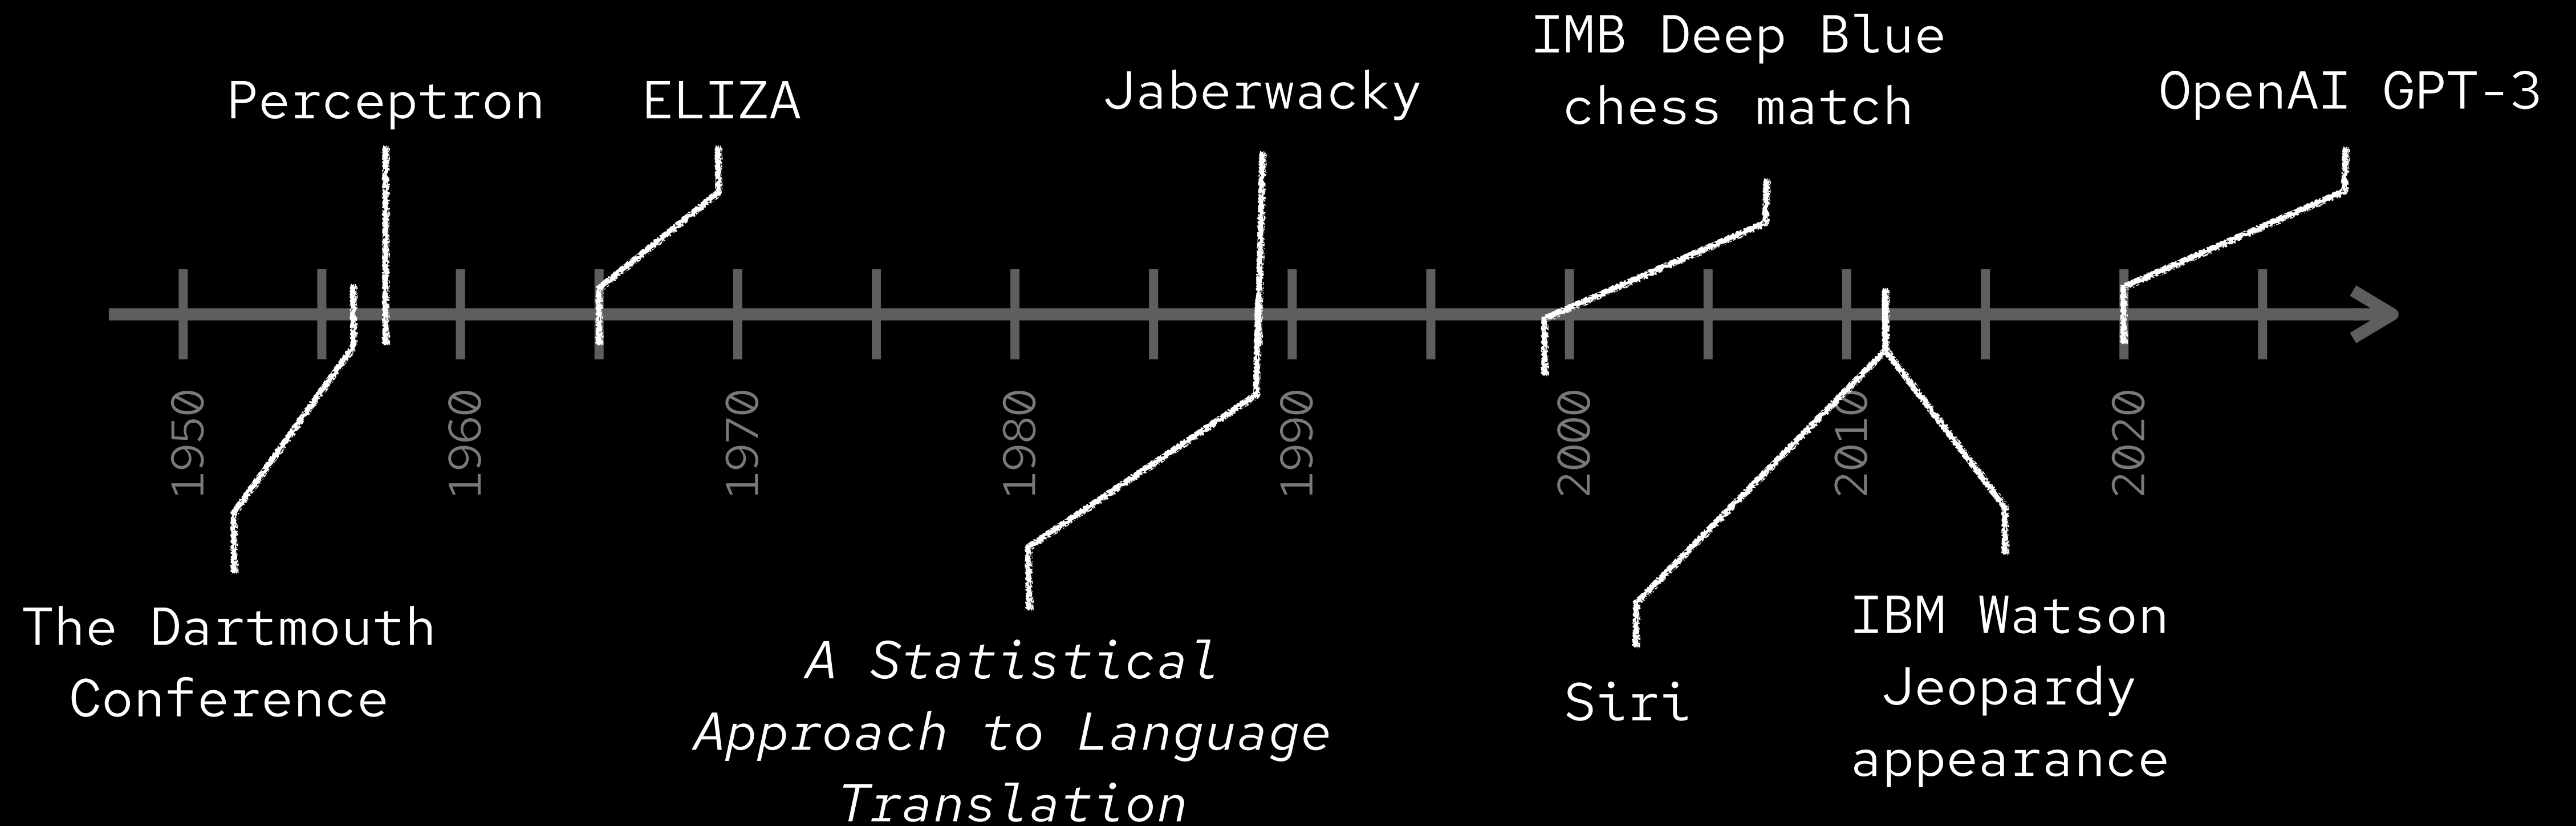 IMB Deep Blue
chess match
Perceptron
ELIZA
Jaberwacky
OpenAI GPT-3
1950
1960
1970
1980
1990
2000
2010
2020
The Dartmouth
Conference
A Statistical
Approach to Language
Translation
Siri
IBM Watson
Jeopardy
appearance